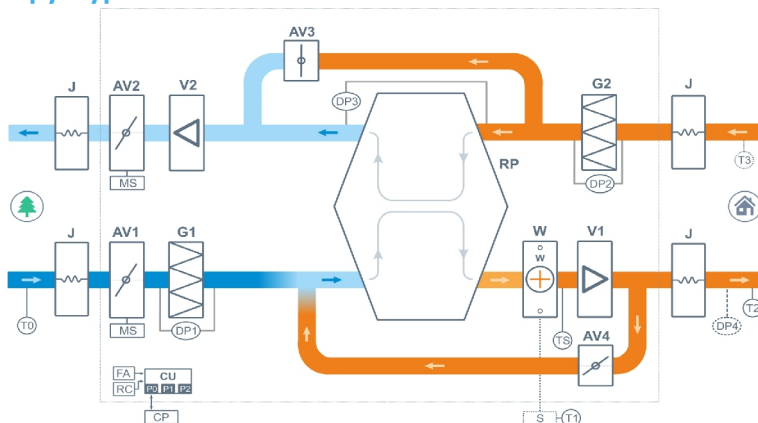 AV3
J
AV2
V2
G2
J
DP3
RP
T3
MS
DP2
J
AV1
G1
W
V1
J
w
T0
MS
DP1
TS
DP4
T2
AV4
FA
RC
CU
P0 P1 P2
CP
S
T1